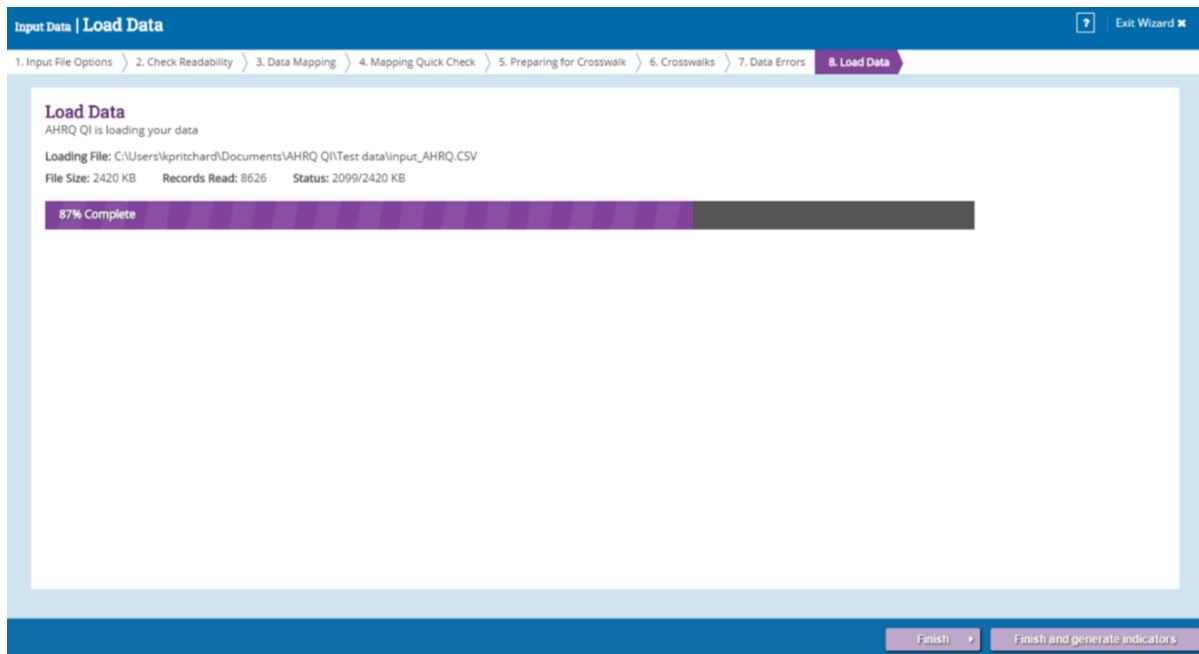 Input Data | Load Data
? Exit Wizard ✖
1. Input File Options 2. Check Readability 3. Data Mapping 4. Mapping Quick Check 5. Preparing for Crosswalk 6. Crosswalks 7. Data Errors 8. Load Data
Load Data
AHRQ QI is loading your data
Loading File: C:\Users\kpritchard\Documents\AHRQ QI\Test data\input_AHRQ.CSV
File Size: 2420 KB Records Read: 8626 Status: 2099/2420 KB
87% Complete
Finish Finish and generate indicators